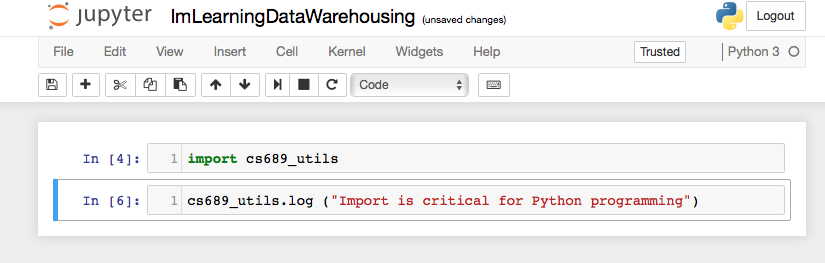 jupyter ImLearningDataWarehousing (unsaved changes) Logout
File Edit View Insert Cell Kernel Widgets Help Trusted Python 3
Code
In [4]: 1 import cs689_utils
In [6]: 1 cs689_utils.log ("Import is critical for Python programming")